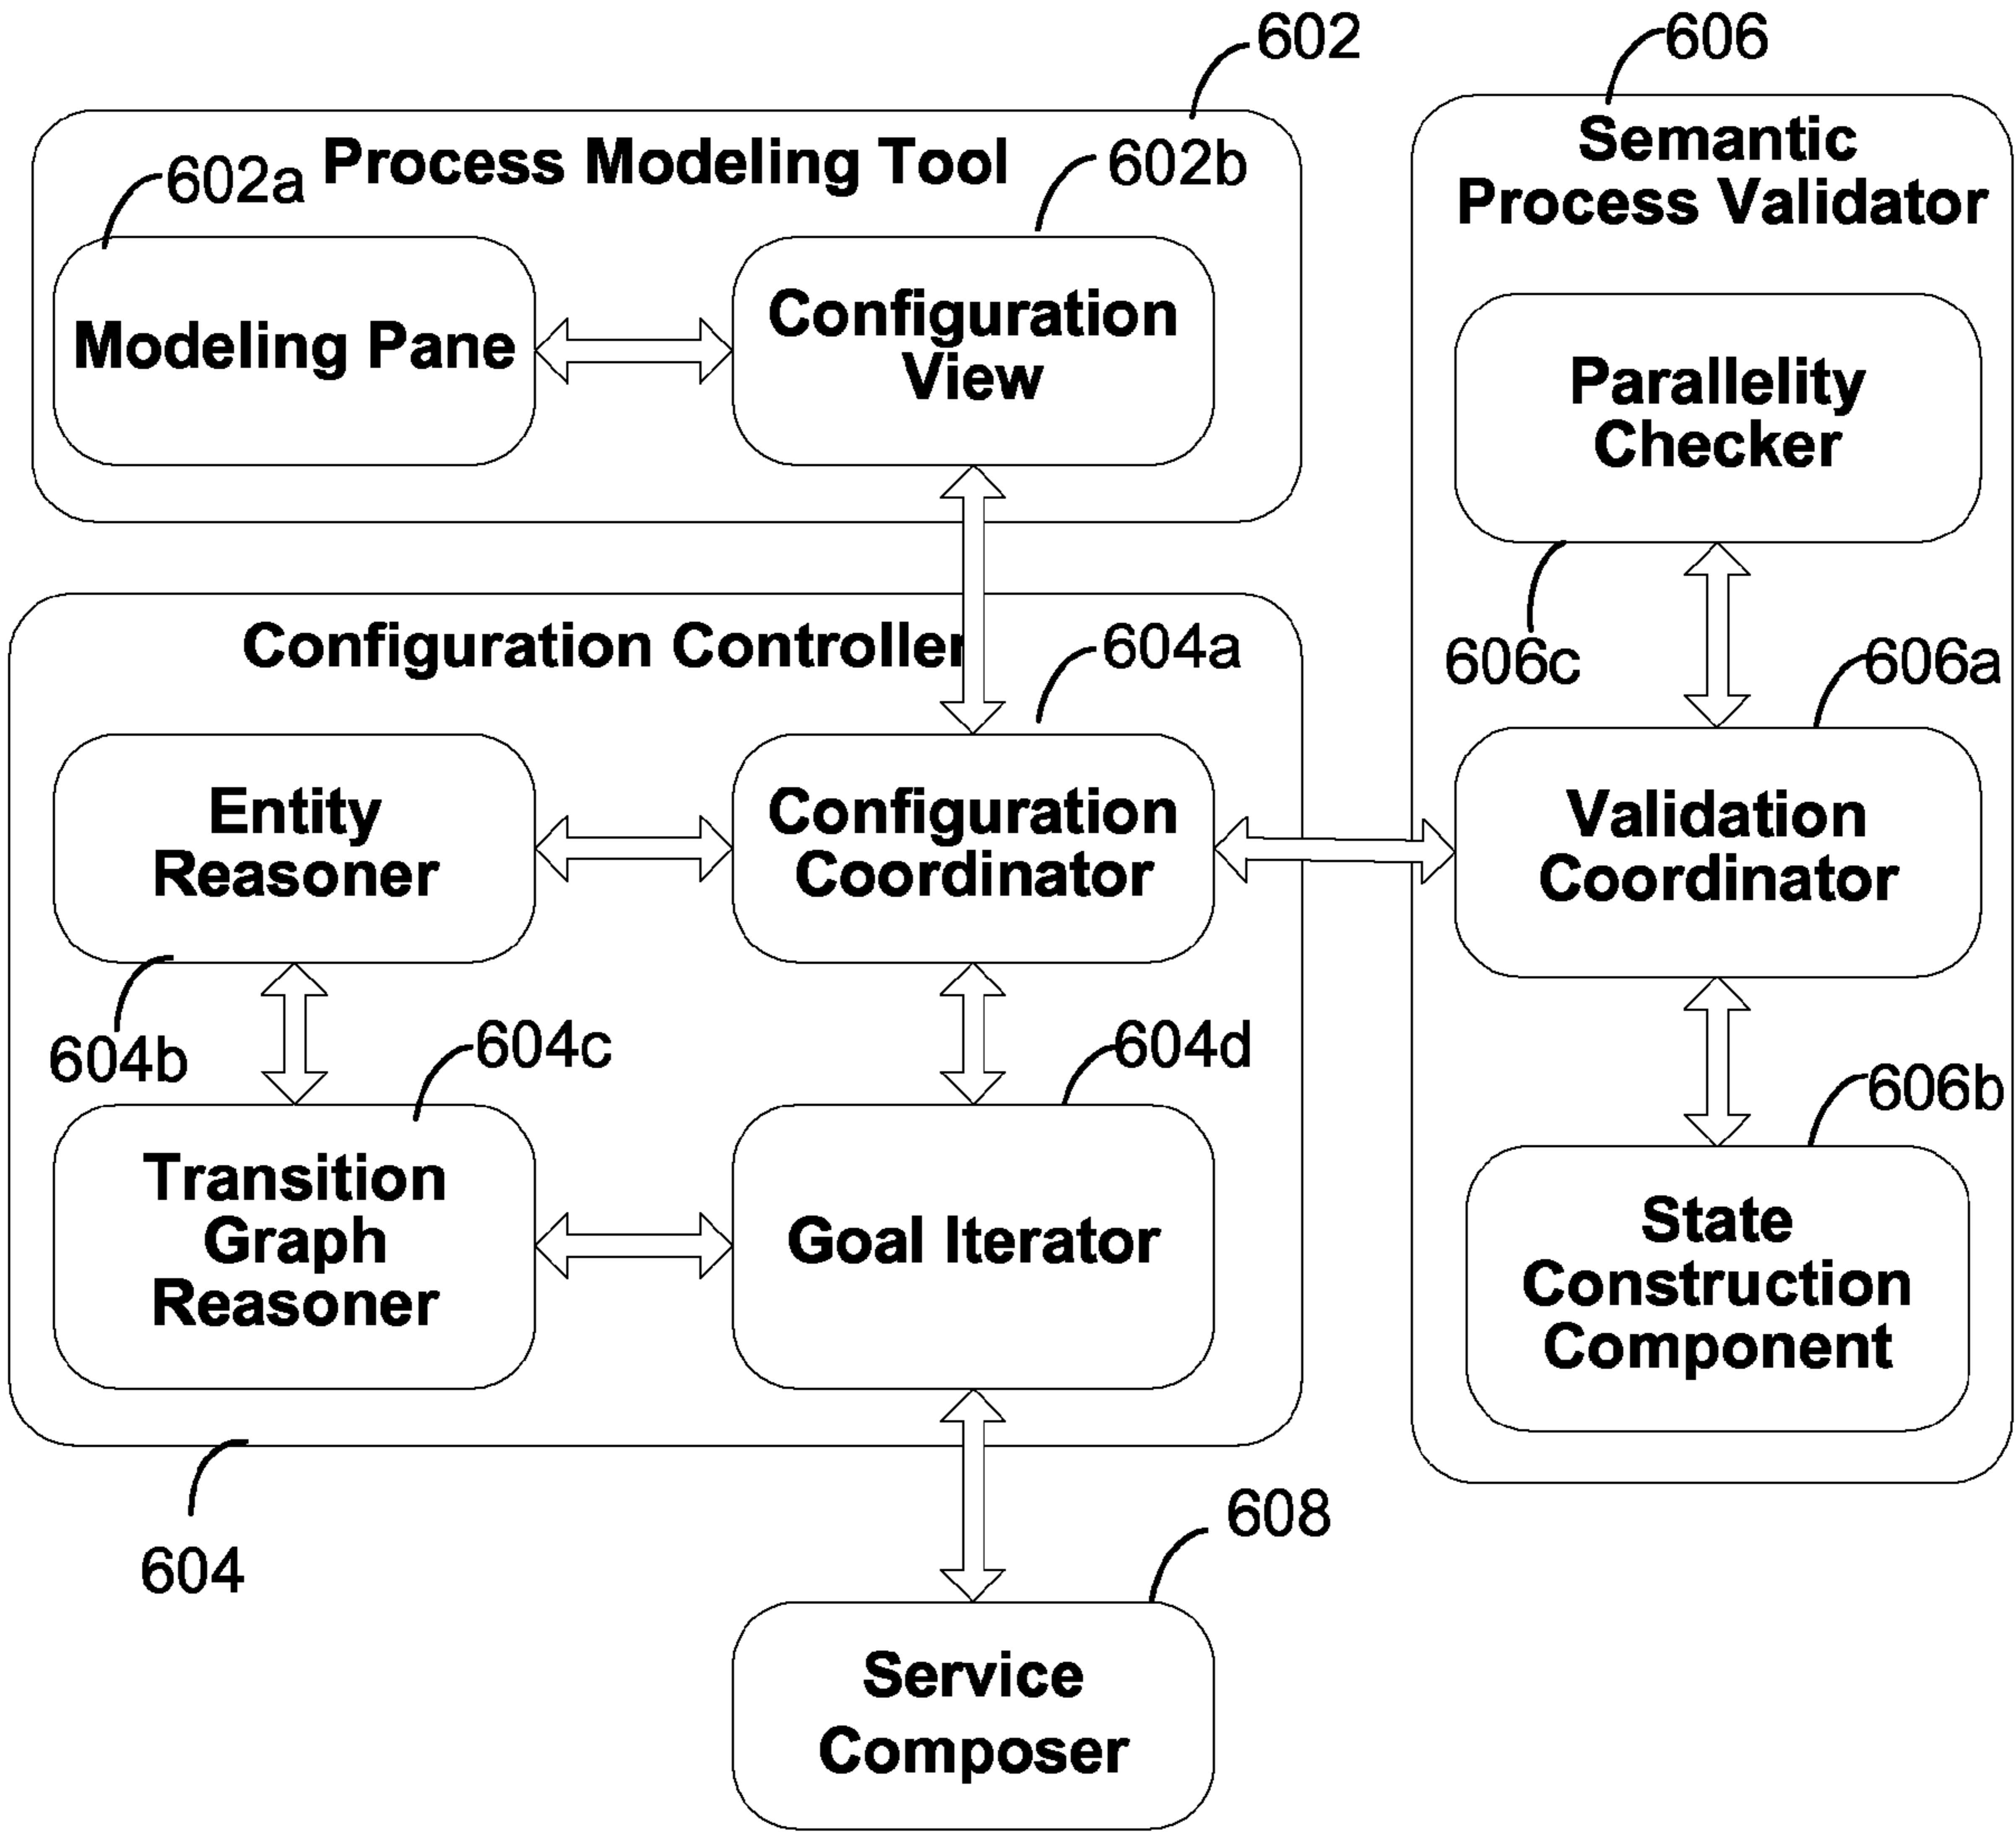 602
606
Process Modeling Tool
602a
602b
Semantic
Process Validator
Modeling Pane
Configuration
View
Parallelity
Checker
Configuration Controller
604a
606c
606a
Entity
Reasoner
Configuration
Coordinator
Validation
Coordinator
604b
604c
604d
606b
Transition
Graph
Reasoner
Goal Iterator
State
Construction
Component
604
608
Service
Composer